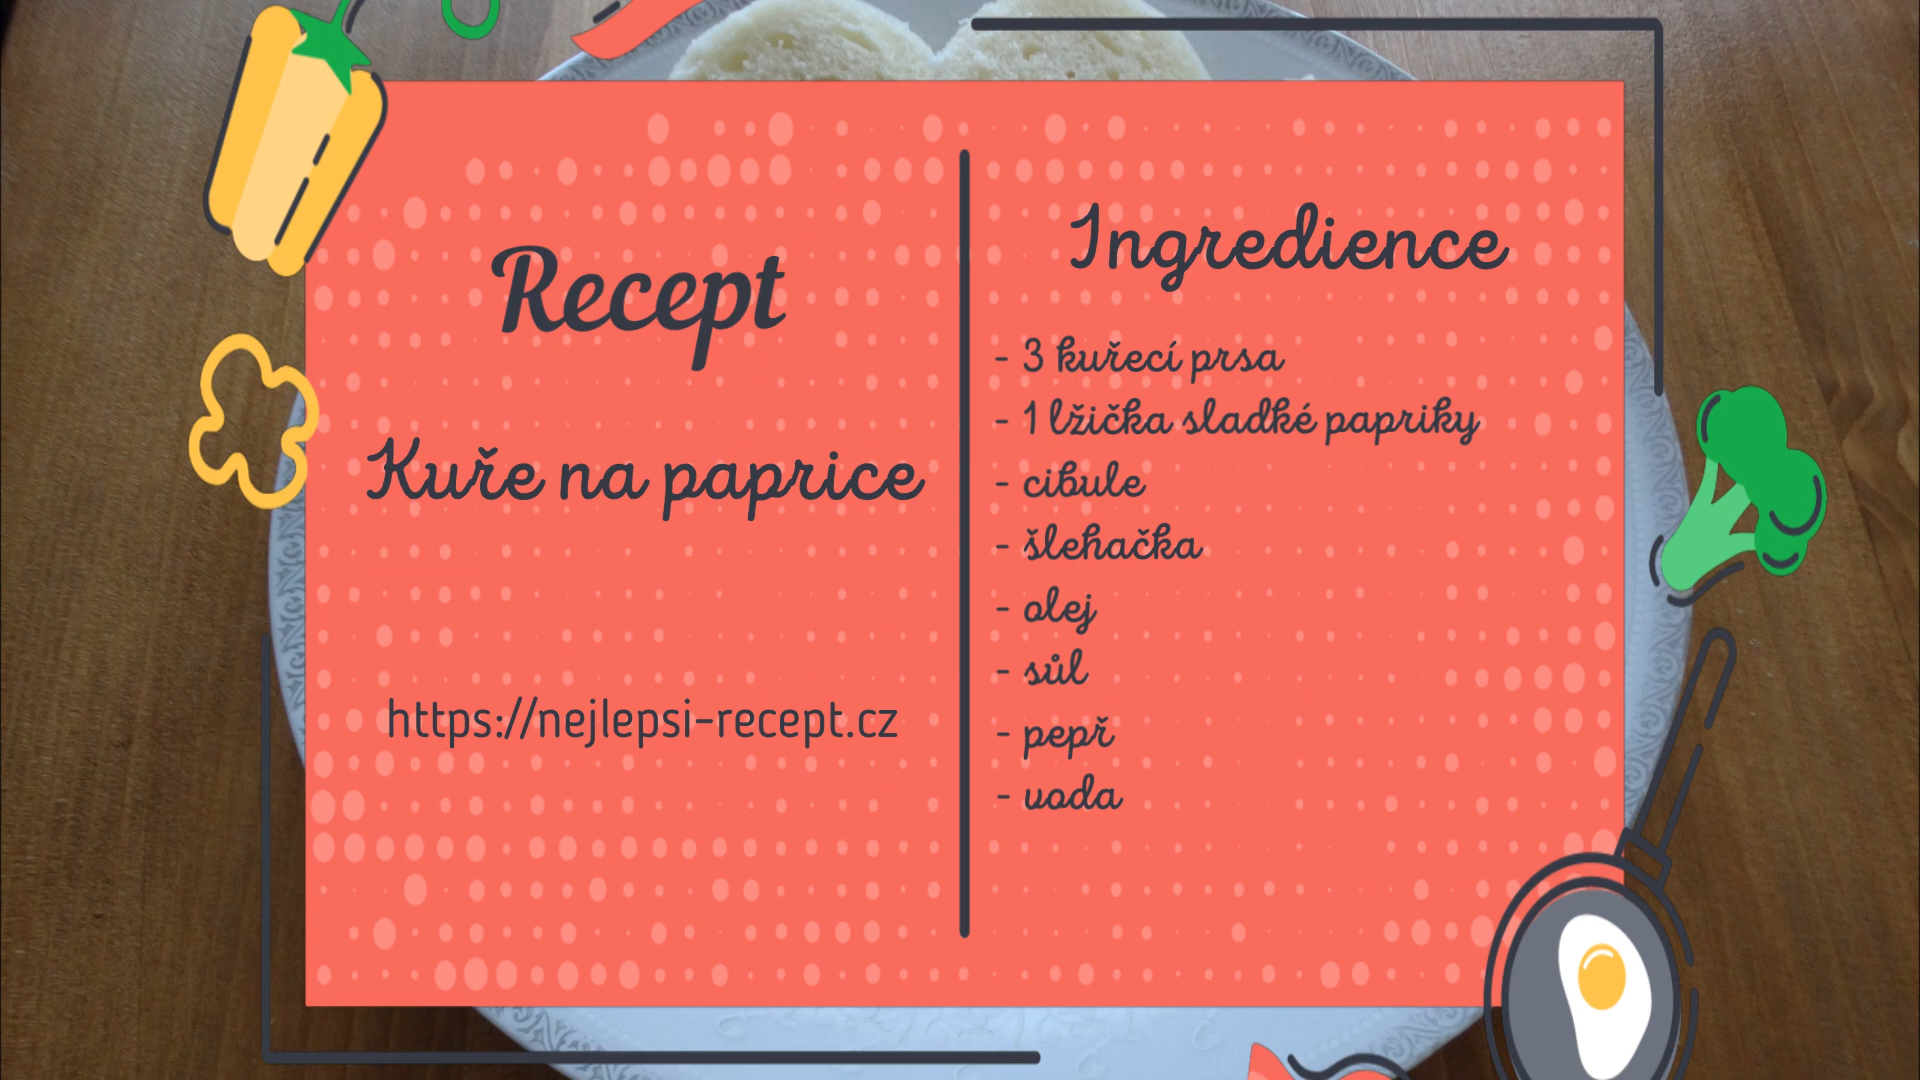 Recept
Kuře na paprice
https://nejlepsi-recept.cz
Ingredience
- 3 kuřecí prsa
- 1 lžička sladké papriky
- cibule
- šlehačka
- olej
- sůl
- pepř
- voda